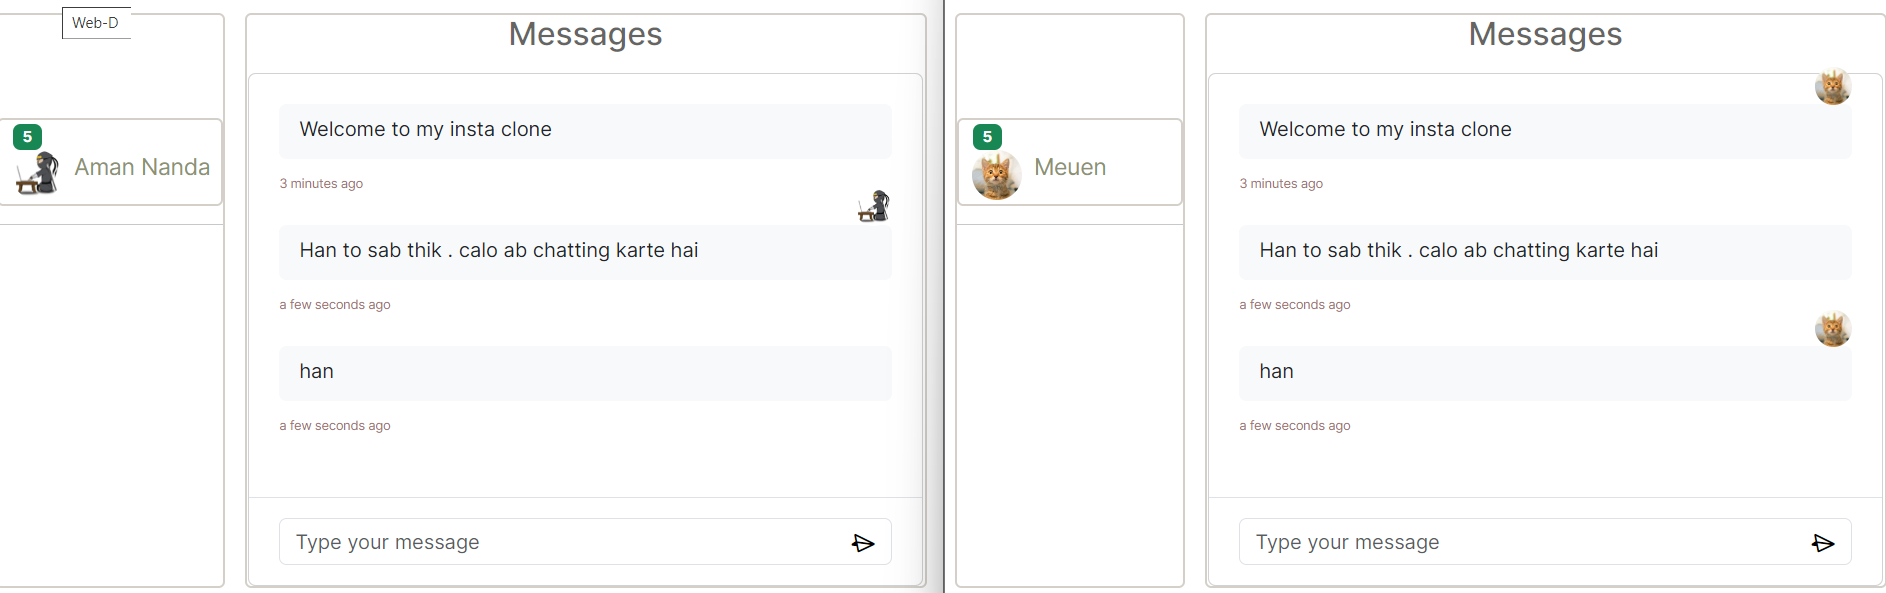 Web-D
5
Aman Nanda
Messages
Welcome to my insta clone
3 minutes ago
Han to sab thik . calo ab chatting karte hai
a few seconds ago
han
a few seconds ago
Type your message
5
Meuen
Messages
Welcome to my insta clone
3 minutes ago
Han to sab thik . calo ab chatting karte hai
a few seconds ago
han
a few seconds ago
Type your message